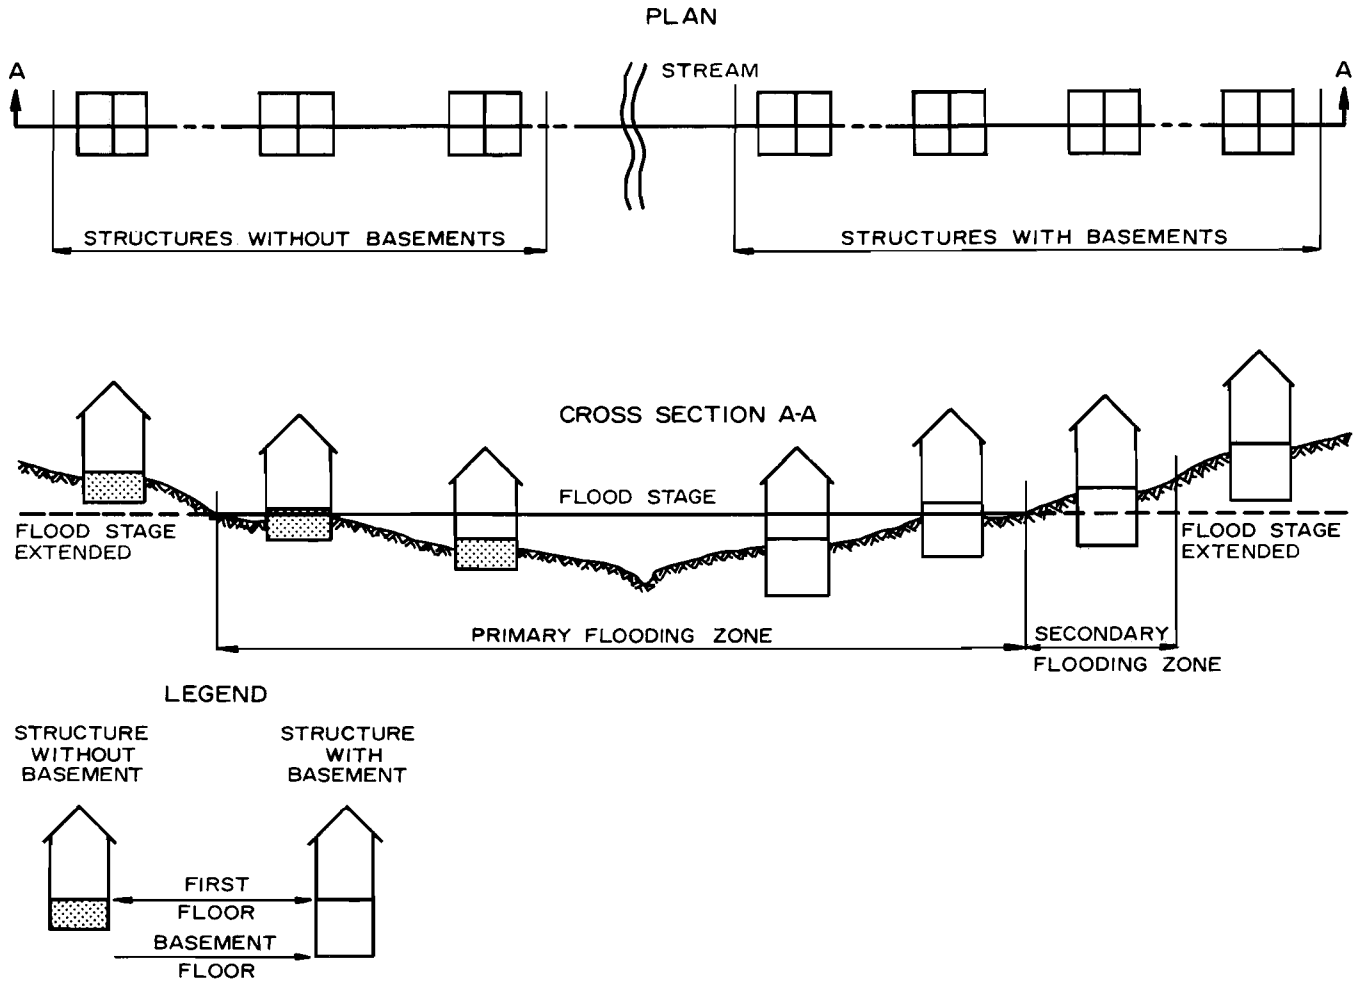 PLAN
A
STREAM
A
STRUCTURES WITHOUT BASEMENTS
STRUCTURES WITH BASEMENTS
CROSS SECTION A-A
FLOOD STAGE
FLOOD STAGE
EXTENDED
FLOOD STAGE
EXTENDED
PRIMARY FLOODING ZONE
SECONDARY
FLOODING ZONE
LEGEND
STRUCTURE
WITHOUT
BASEMENT
STRUCTURE
WITH
BASEMENT
FIRST
FLOOR
BASEMENT
FLOOR